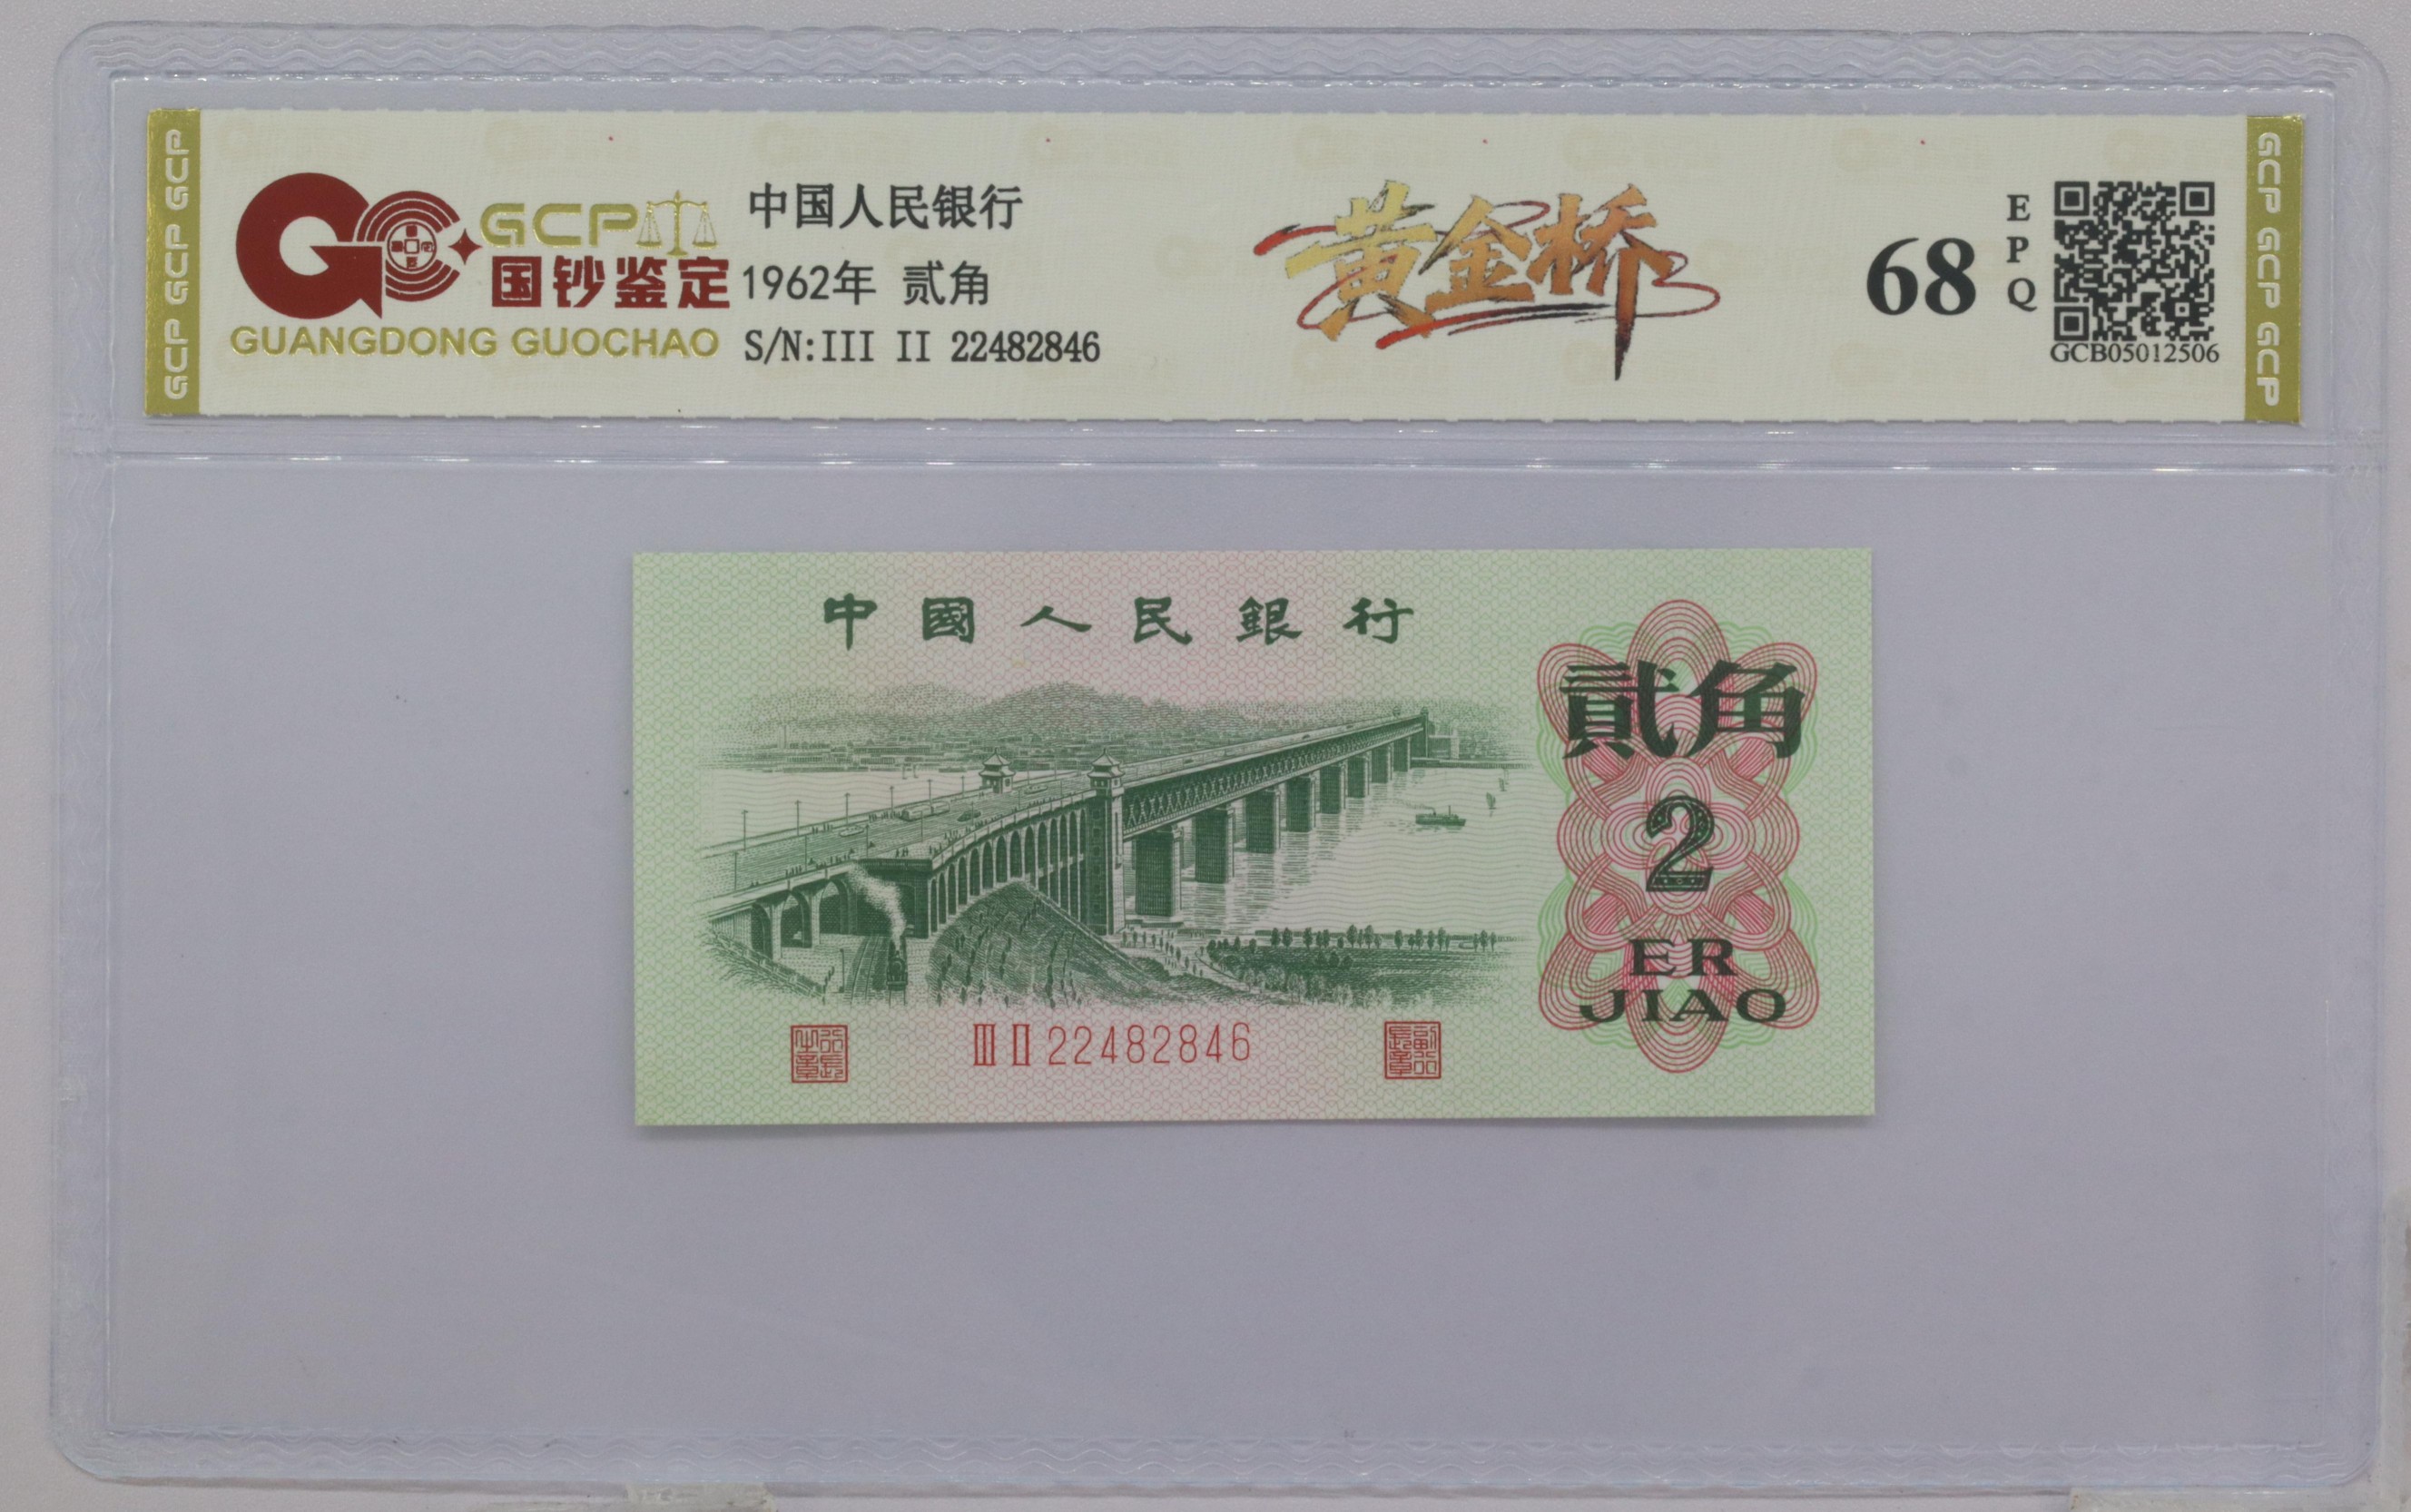 GCP GCP GCP
GCP
国钞鉴定
GUANGDONG GUOCHAO
中国人民银行
1962年 贰角
S/N:III II 22482846
黄金桥
68
EPQ
GCB05012506
GCP GCP GCP
中國人民銀行
貳角
2
ER
JIAO
III II 22482846